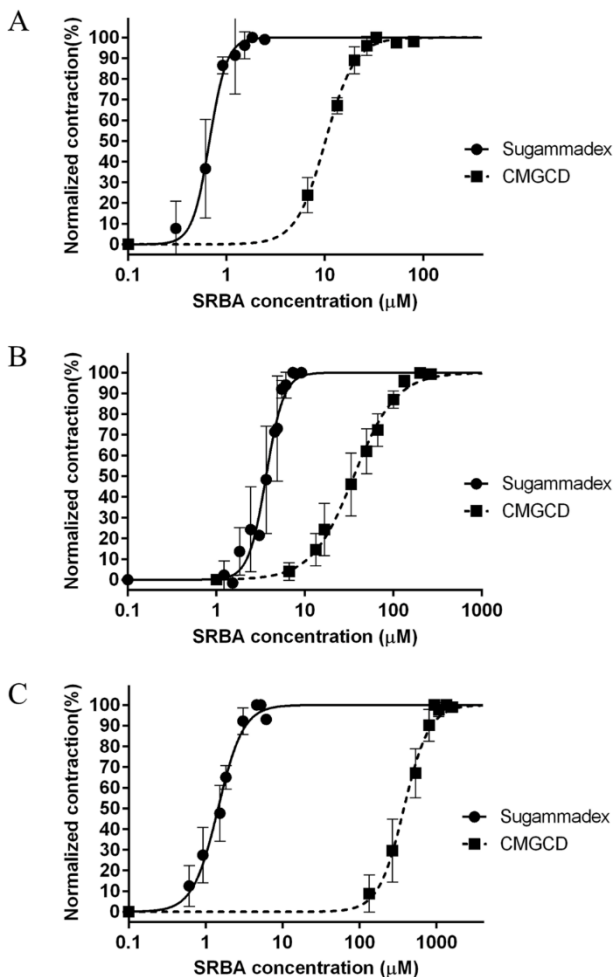 A
Normalized contraction(%)
100
90
80
70
60
50
40
30
20
10
0
0.1 1 10 100
SRBA concentration (μM)
Sugammadex
CMGCD
B
Normalized contraction(%)
100
90
80
70
60
50
40
30
20
10
0
0.1 1 10 100 1000
SRBA concentration (μM)
Sugammadex
CMGCD
C
Normalized contraction(%)
100
90
80
70
60
50
40
30
20
10
0
0.1 1 10 100 1000
SRBA concentration (μM)
Sugammadex
CMGCD